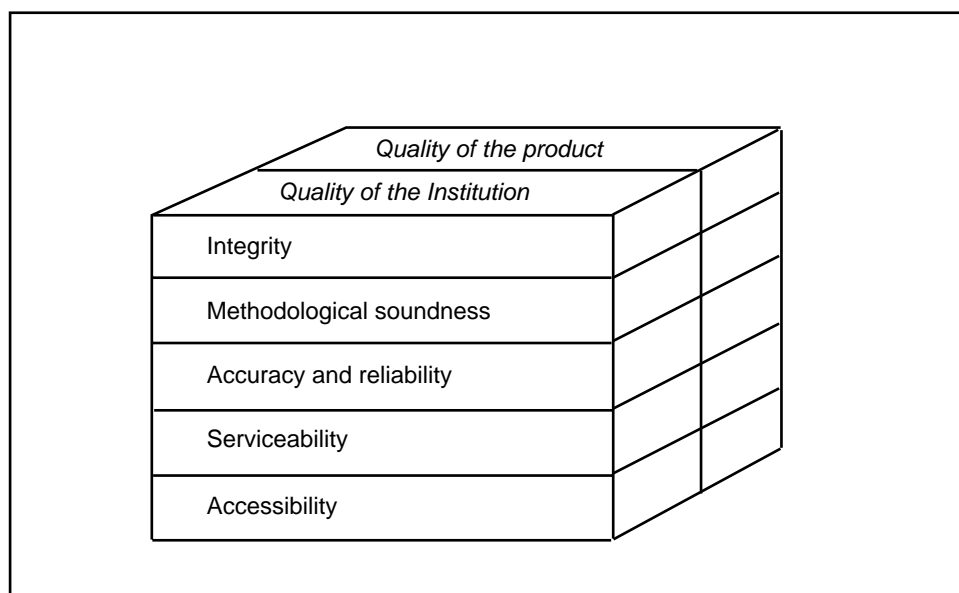 Quality of the product
Quality of the Institution
Integrity
Methodological soundness
Accuracy and reliability
Serviceability
Accessibility